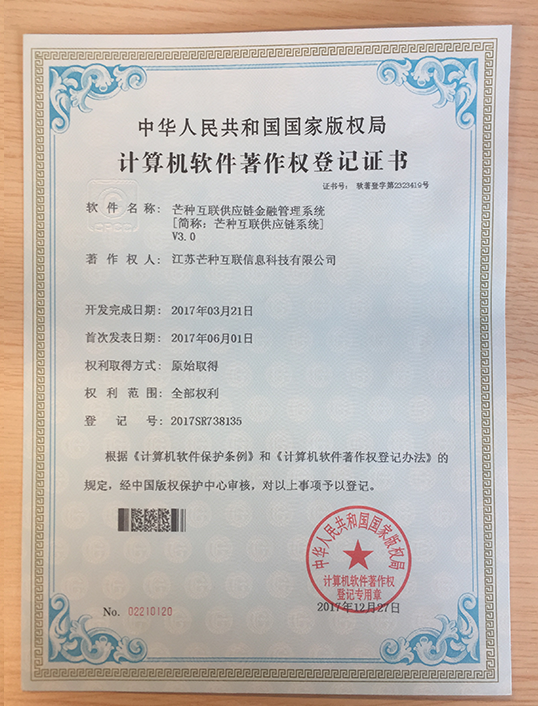 中华人民共和国国家版权局
计算机软件著作权登记证书
证书号： 软著登字第2323419号
CPCC
软件名称： 芒种互联供应链金融管理系统
[简称：芒种互联供应链系统]
V3.0
著作权人： 江苏芒种互联信息科技有限公司
开发完成日期： 2017年03月21日
首次发表日期： 2017年06月01日
权利取得方式： 原始取得
权利范围： 全部权利
登记号： 2017SR738135
根据《计算机软件保护条例》和《计算机软件著作权登记办法》的
规定，经中国版权保护中心审核，对以上事项予以登记。
中华人民共和国国家版权局
计算机软件著作权
登记专用章
2017年12月27日
No. 02210120